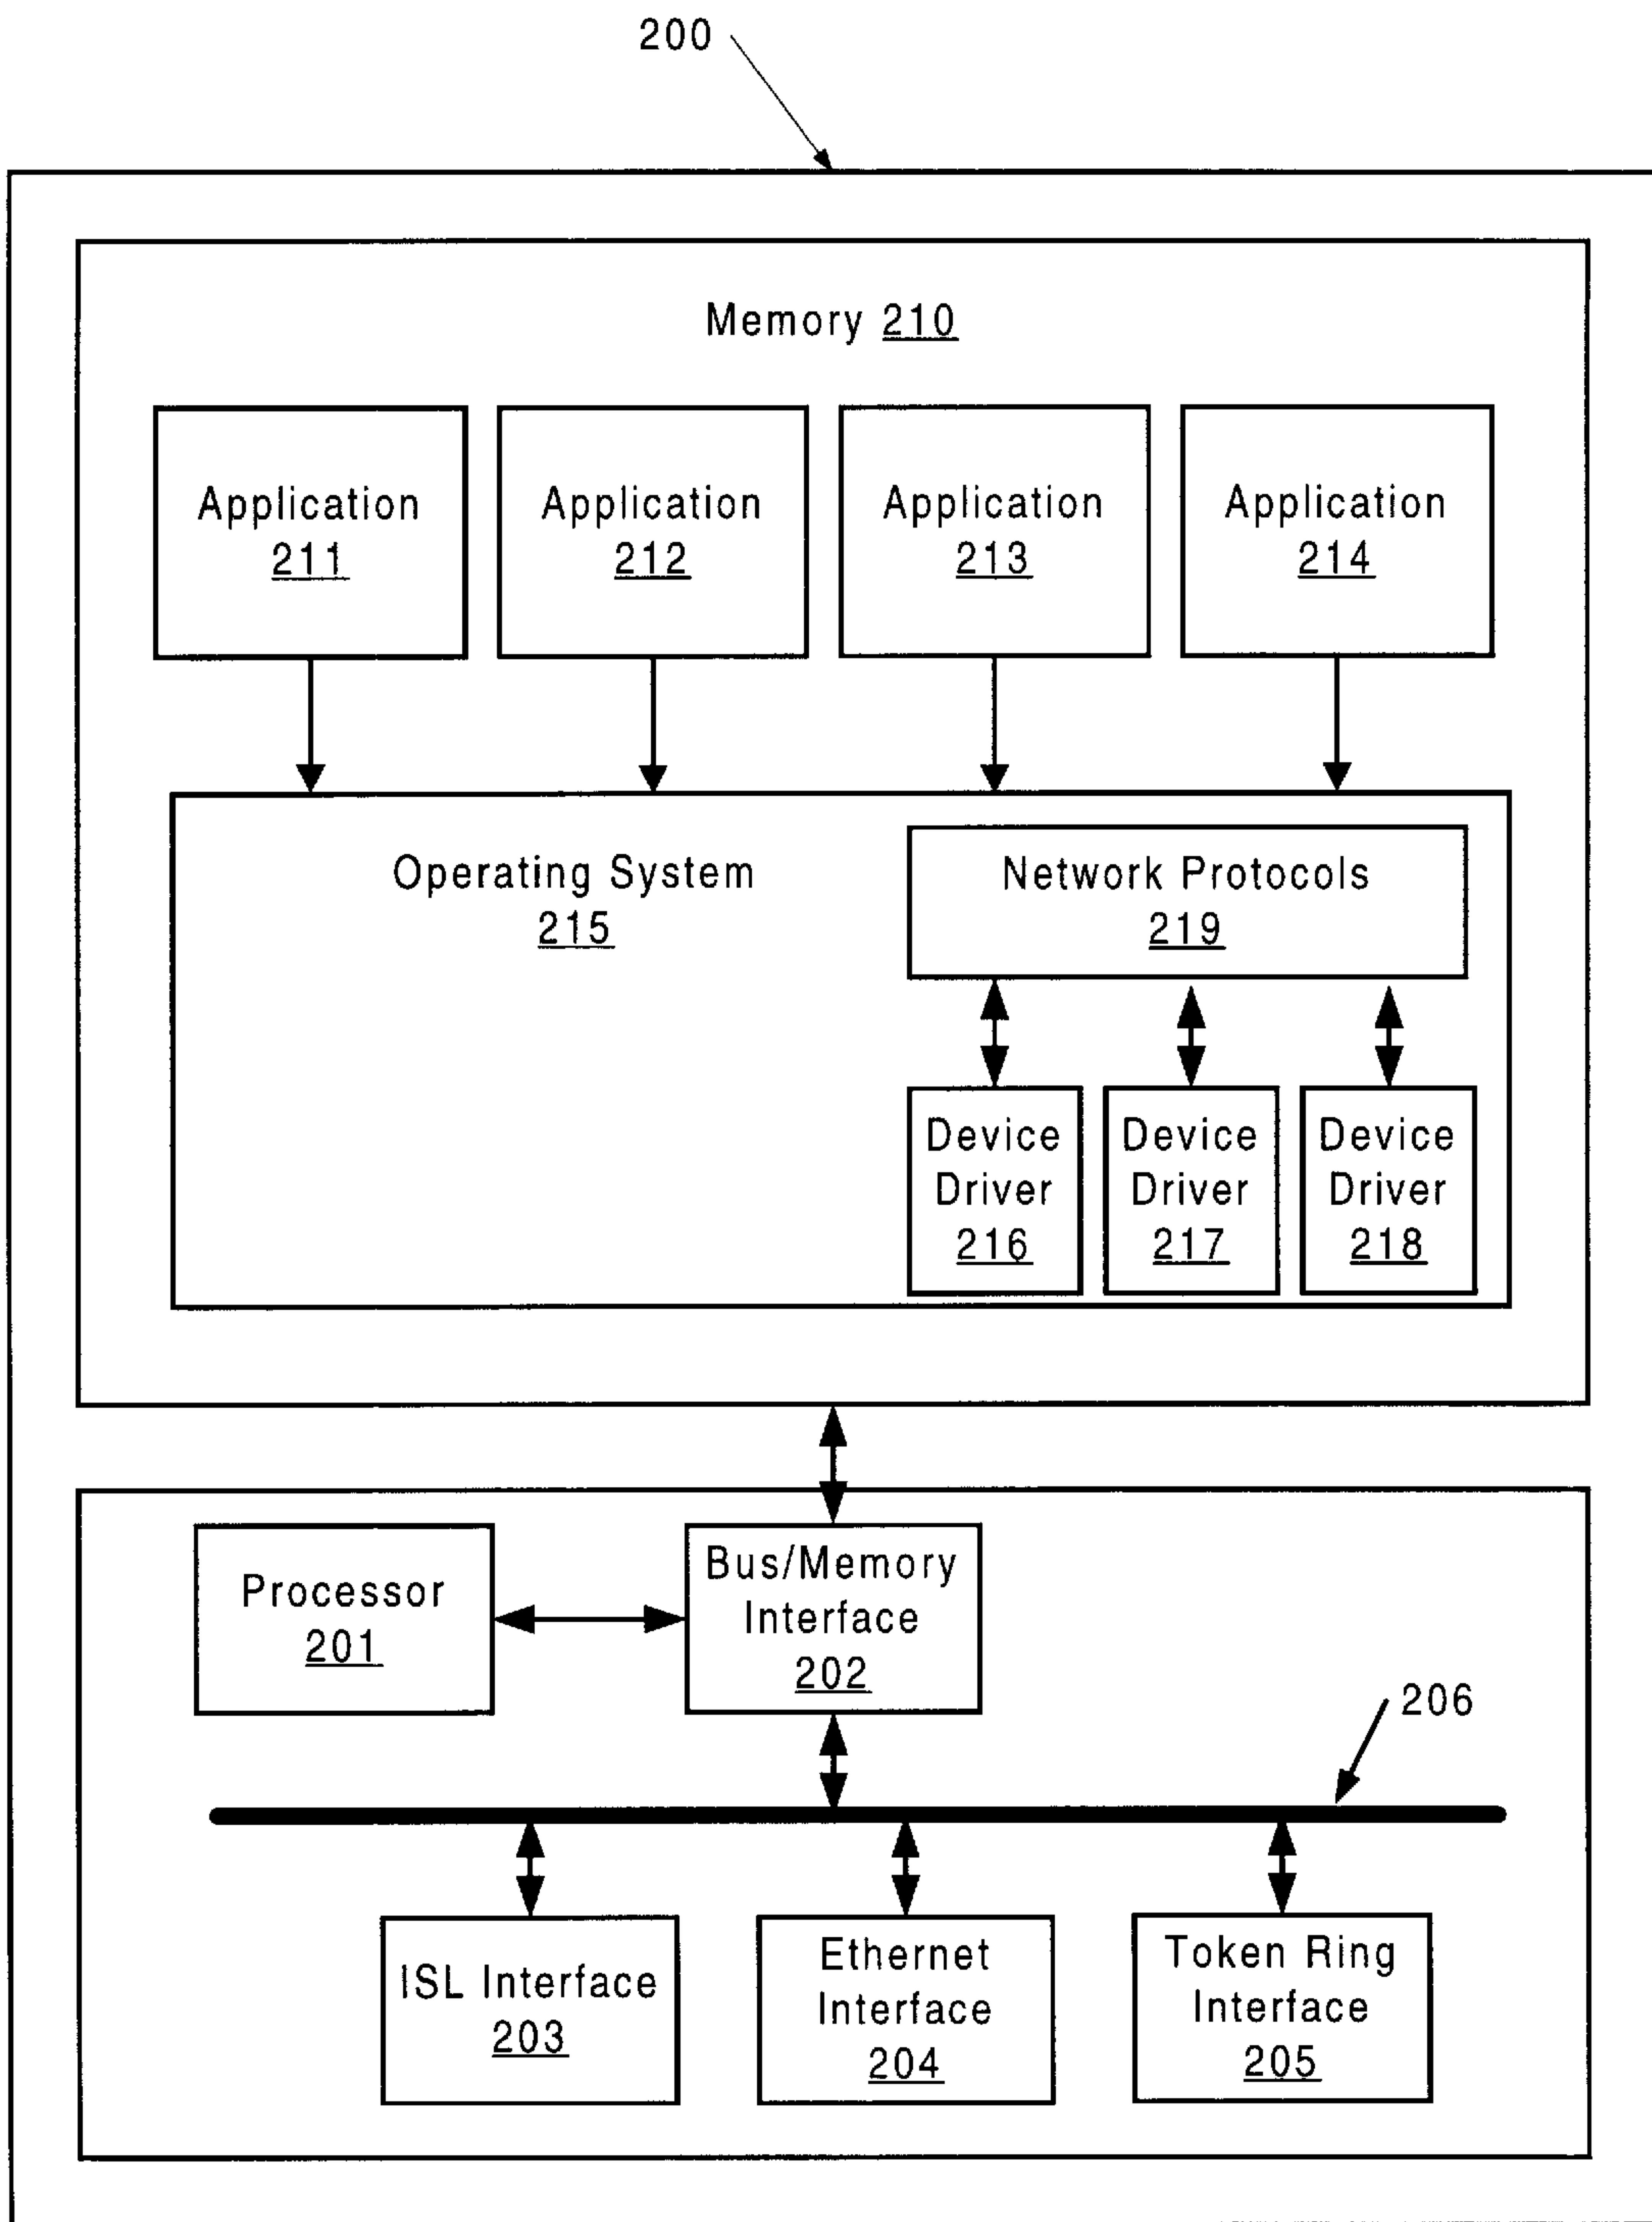 200
Memory 210
Application
211
Application
212
Application
213
Application
214
Operating System
215
Network Protocols
219
Device
Driver
216
Device
Driver
217
Device
Driver
218
Processor
201
Bus/Memory
Interface
202
206
ISL Interface
203
Ethernet
Interface
204
Token Ring
Interface
205